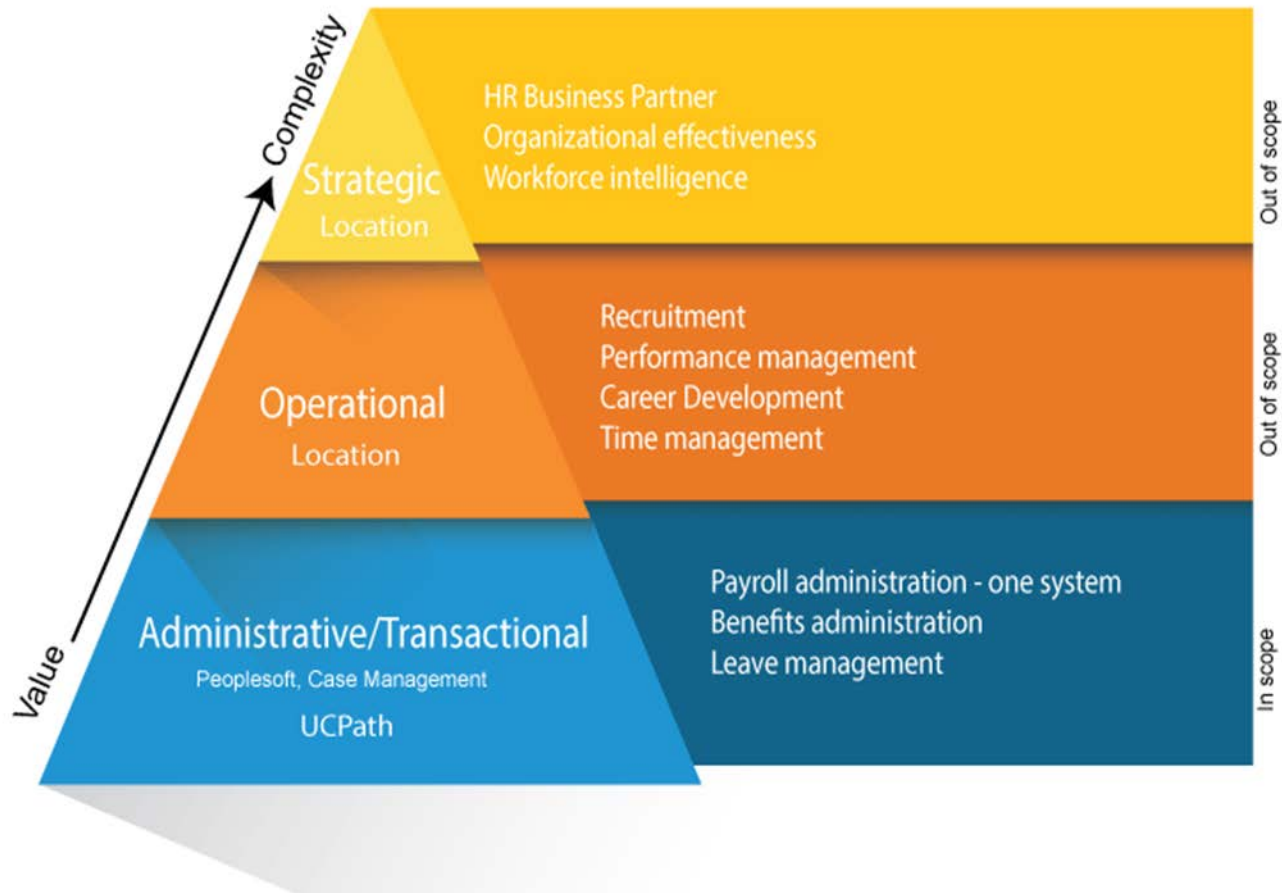 Complexity
Value
Strategic
Location
HR Business Partner
Organizational effectiveness
Workforce intelligence
Out of scope
Operational
Location
Recruitment
Performance management
Career Development
Time management
Out of scope
Administrative/Transactional
Peoplesoft, Case Management
UCPath
Payroll administration - one system
Benefits administration
Leave management
In scope